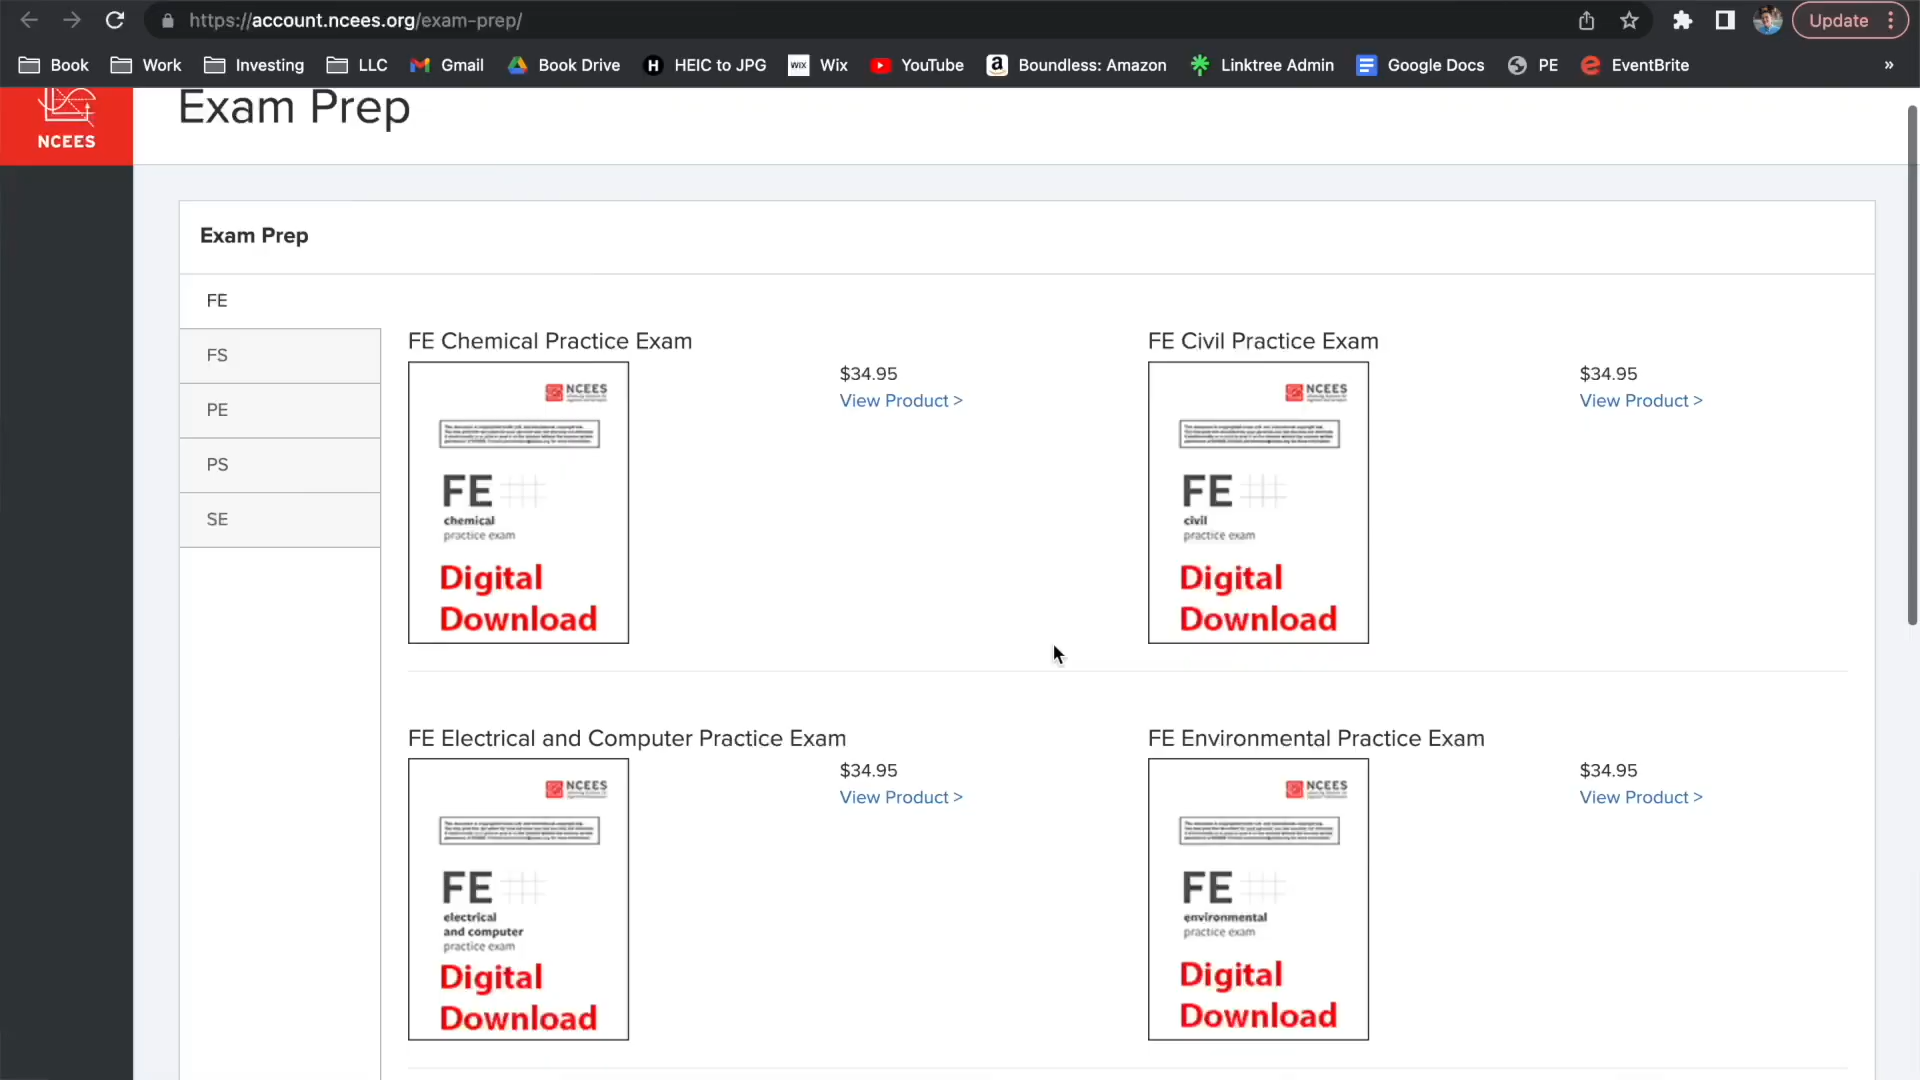 https://account.ncees.org/exam-prep/
Update
Book
Work
Investing
LLC
Gmail
Book Drive
H
HEIC to JPG
WIX
Wix
YouTube
a
Boundless: Amazon
Linktree Admin
Google Docs
PE
e
EventBrite
»
NCEES
Exam Prep
Exam Prep
FE
FS
PE
PS
SE
FE Chemical Practice Exam
$34.95
View Product >
NCEES
FE
chemical
practice exam
Digital
Download
FE Civil Practice Exam
$34.95
View Product >
NCEES
FE
civil
practice exam
Digital
Download
FE Electrical and Computer Practice Exam
$34.95
View Product >
NCEES
FE
electrical
and computer
practice exam
Digital
Download
FE Environmental Practice Exam
$34.95
View Product >
NCEES
FE
environmental
practice exam
Digital
Download